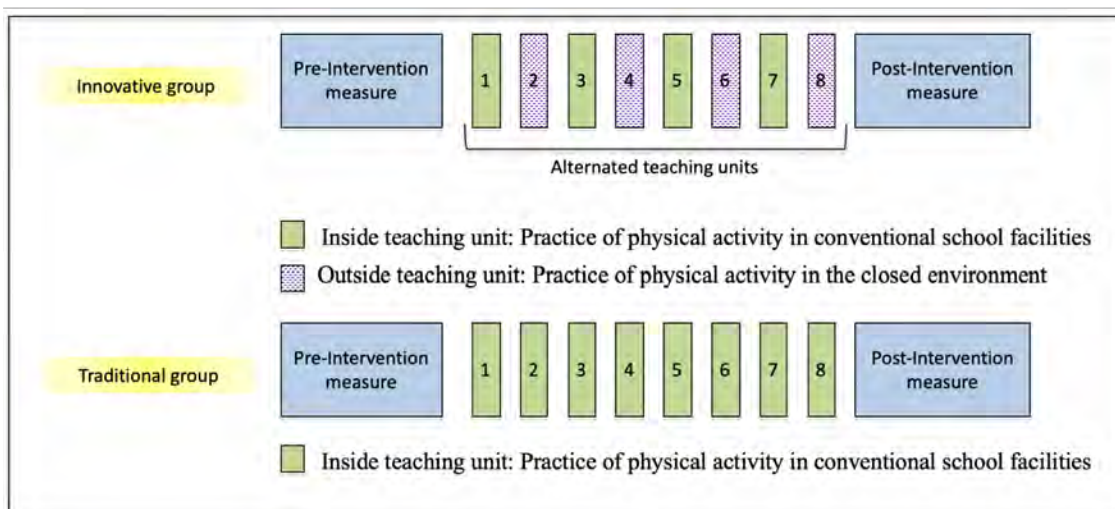 Innovative group
Pre-Intervention
measure
1 2 3 4 5 6 7 8
Post-Intervention
measure
Alternated teaching units
Inside teaching unit: Practice of physical activity in conventional school facilities
Outside teaching unit: Practice of physical activity in the closed environment
Traditional group
Pre-Intervention
measure
1 2 3 4 5 6 7 8
Post-Intervention
measure
Inside teaching unit: Practice of physical activity in conventional school facilities